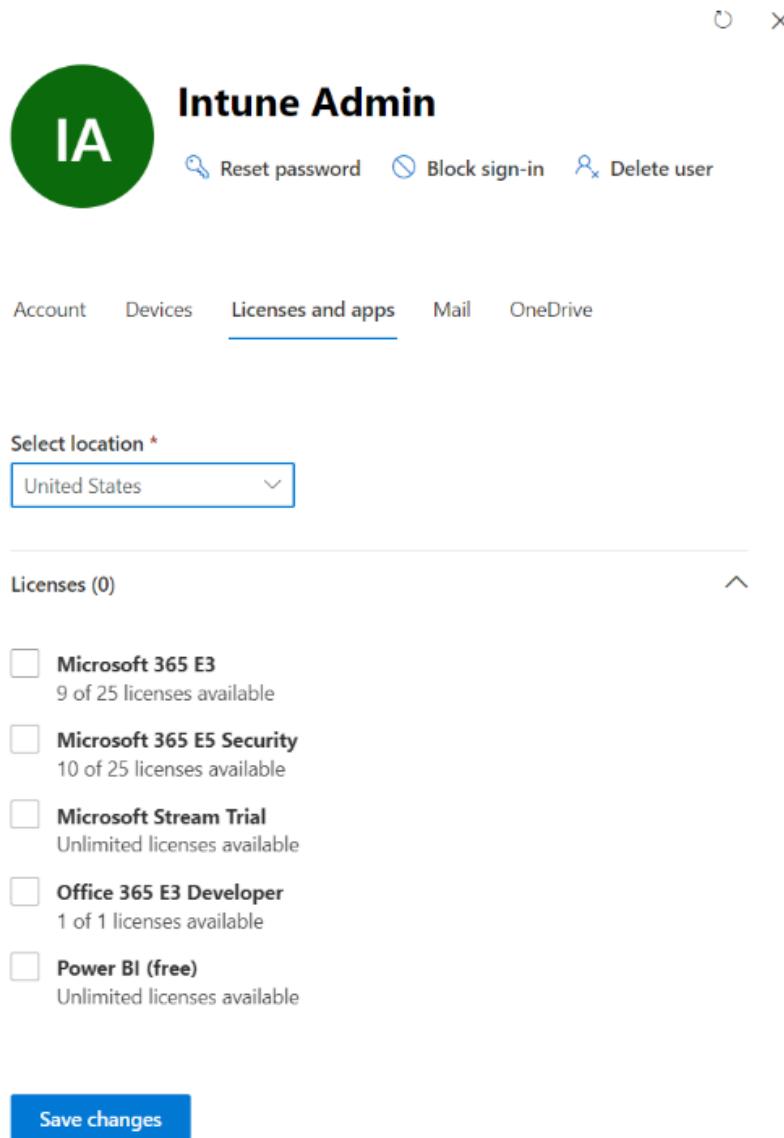 Intune Admin
IA
Reset password Block sign-in Delete user
Account Devices Licenses and apps Mail OneDrive
Select location *
United States
Licenses (0)
Microsoft 365 E3
9 of 25 licenses available
Microsoft 365 E5 Security
10 of 25 licenses available
Microsoft Stream Trial
Unlimited licenses available
Office 365 E3 Developer
1 of 1 licenses available
Power BI (free)
Unlimited licenses available
Save changes